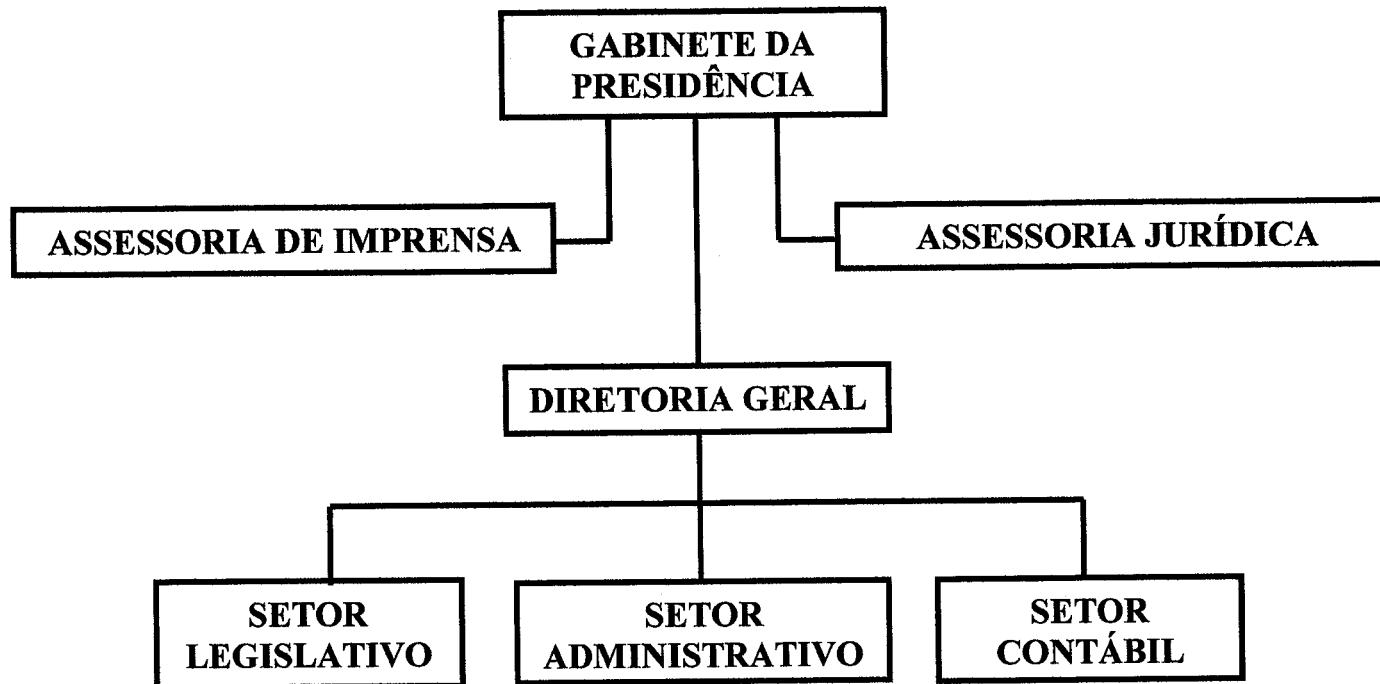 GABINETE DA
PRESIDÊNCIA
ASSESSORIA DE IMPRENSA
ASSESSORIA JURÍDICA
DIRETORIA GERAL
SETOR
LEGISLATIVO
SETOR
ADMINISTRATIVO
SETOR
CONTÁBIL